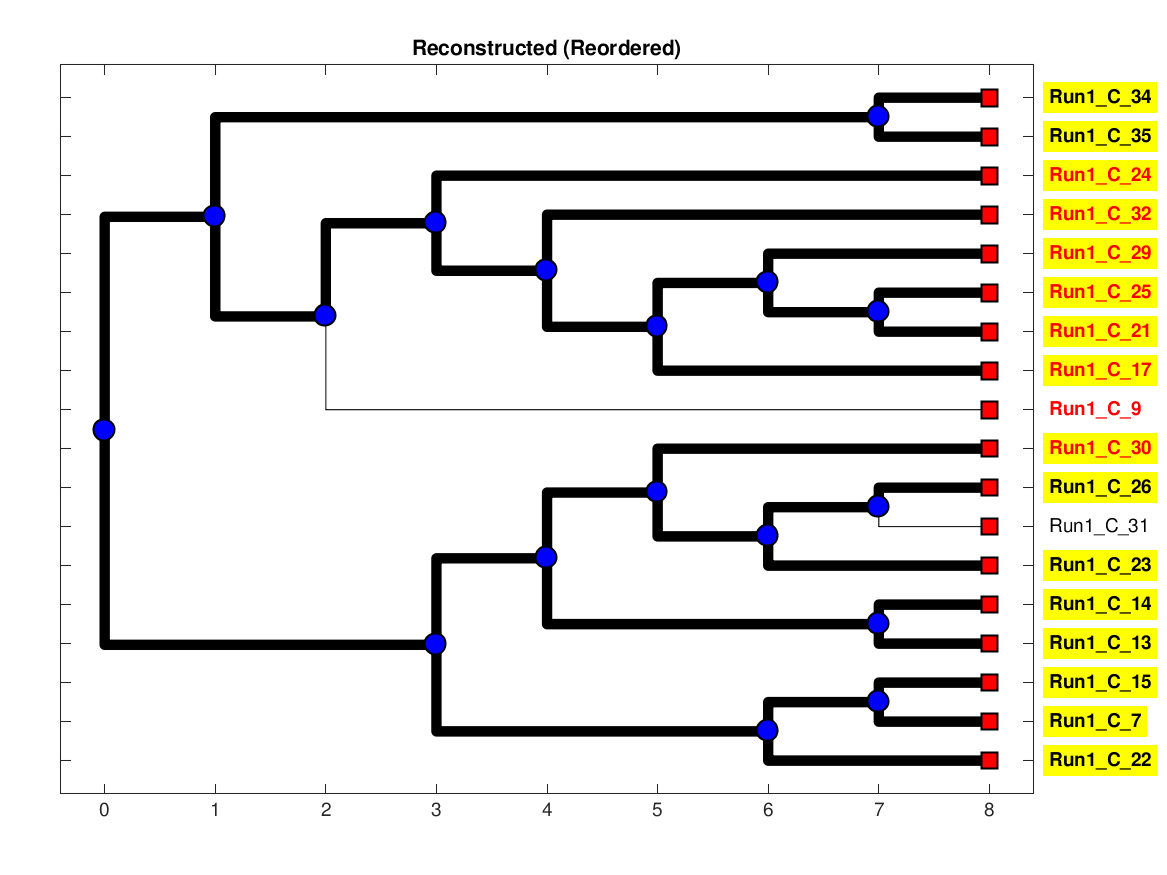 Reconstructed (Reordered)
Run1_C_34
Run1_C_35
Run1_C_24
Run1_C_32
Run1_C_29
Run1_C_25
Run1_C_21
Run1_C_17
Run1_C_9
Run1_C_30
Run1_C_26
Run1_C_31
Run1_C_23
Run1_C_14
Run1_C_13
Run1_C_15
Run1_C_7
Run1_C_22
0 1 2 3 4 5 6 7 8